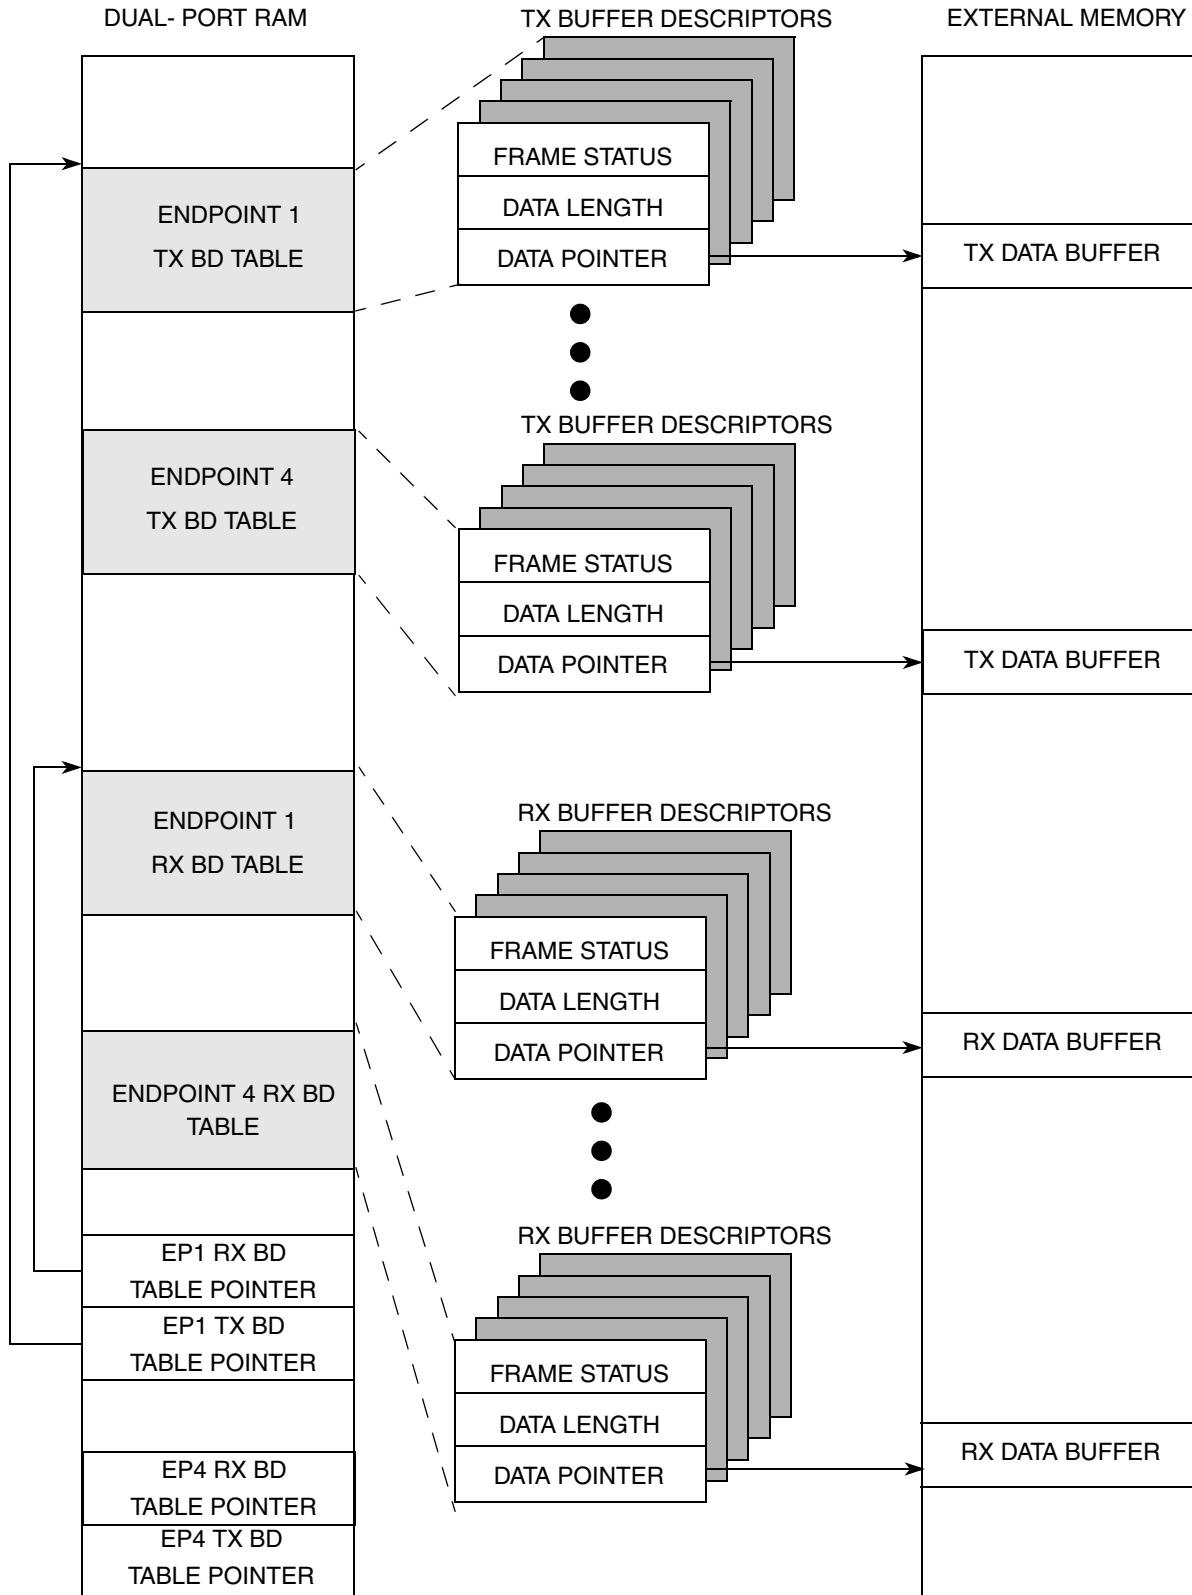 DUAL- PORT RAM
TX BUFFER DESCRIPTORS
EXTERNAL MEMORY
FRAME STATUS
DATA LENGTH
DATA POINTER
ENDPOINT 1
TX BD TABLE
TX DATA BUFFER
TX BUFFER DESCRIPTORS
ENDPOINT 4
TX BD TABLE
FRAME STATUS
DATA LENGTH
DATA POINTER
TX DATA BUFFER
ENDPOINT 1
RX BD TABLE
RX BUFFER DESCRIPTORS
FRAME STATUS
DATA LENGTH
DATA POINTER
RX DATA BUFFER
ENDPOINT 4 RX BD
TABLE
RX BUFFER DESCRIPTORS
EP1 RX BD
TABLE POINTER
EP1 TX BD
TABLE POINTER
FRAME STATUS
DATA LENGTH
DATA POINTER
RX DATA BUFFER
EP4 RX BD
TABLE POINTER
EP4 TX BD
TABLE POINTER